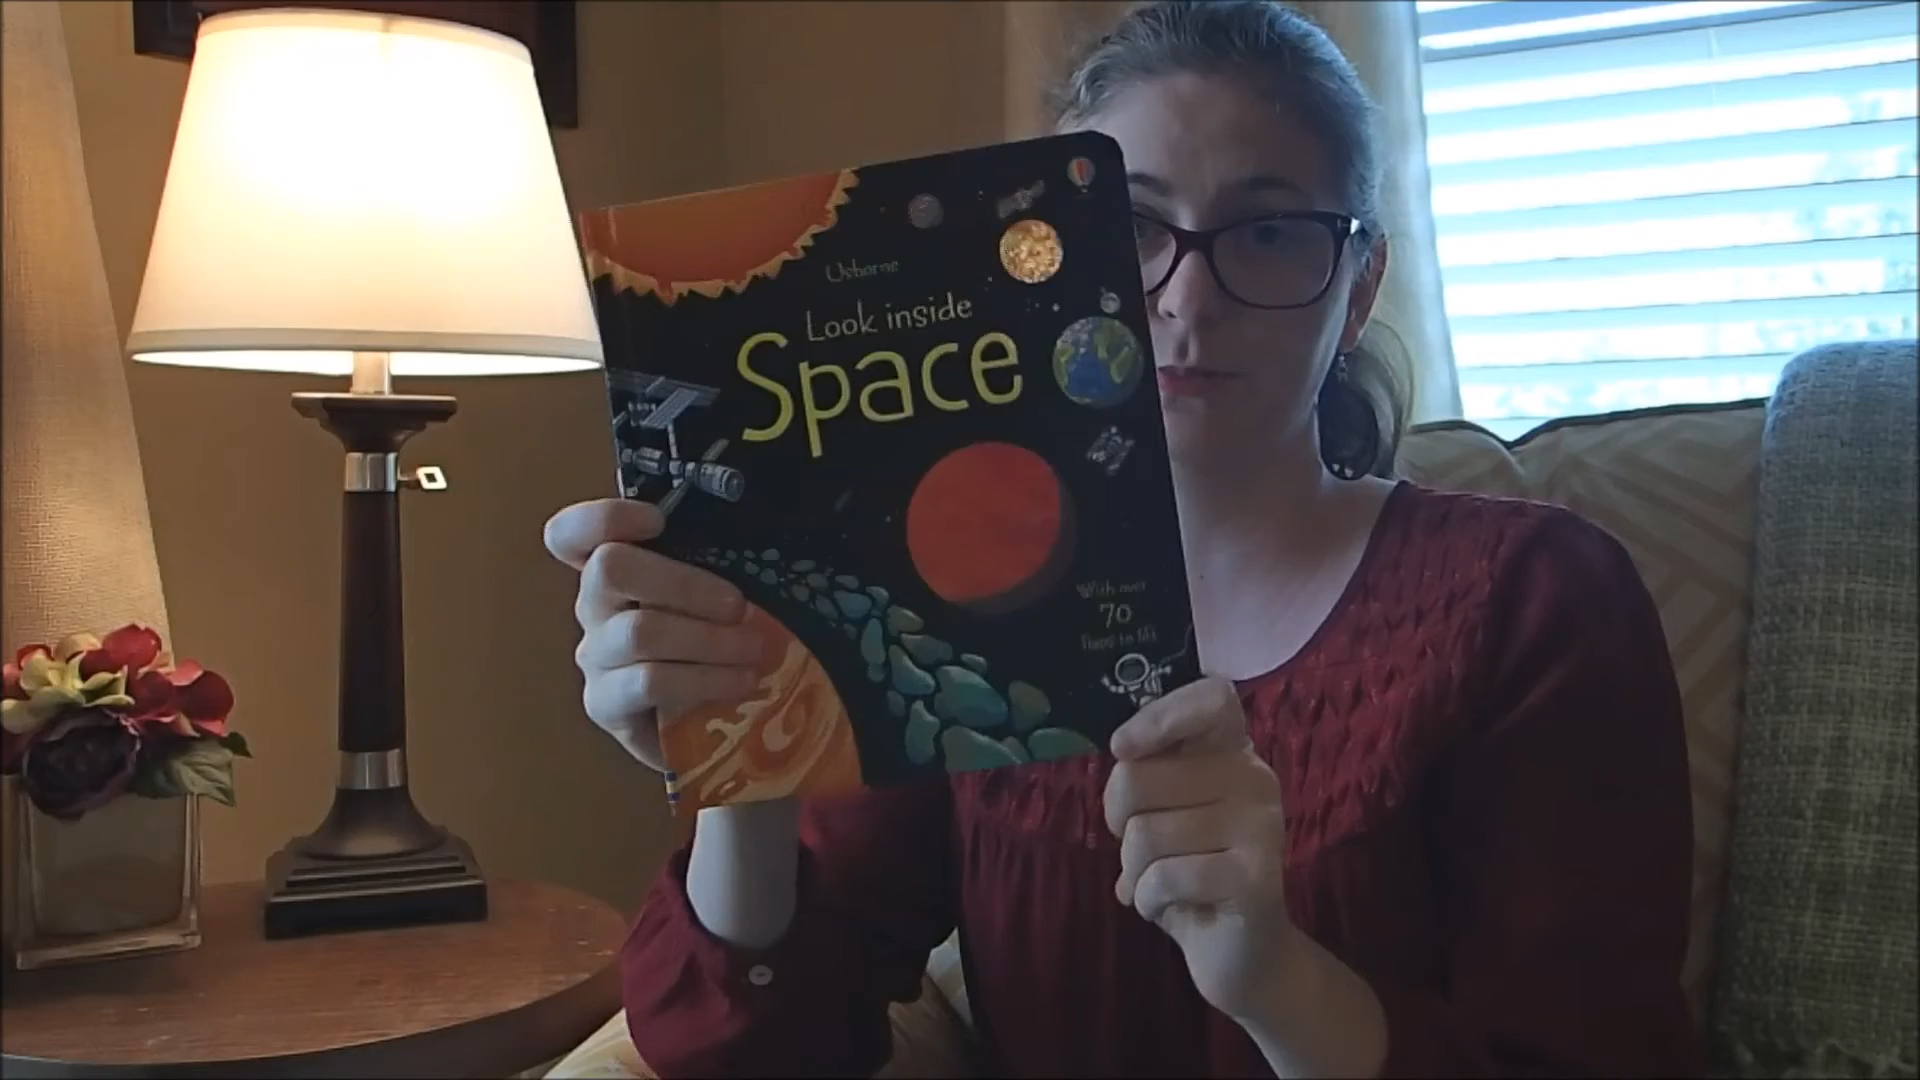 Usborne
Look inside
Space
With over
70
flaps to lift